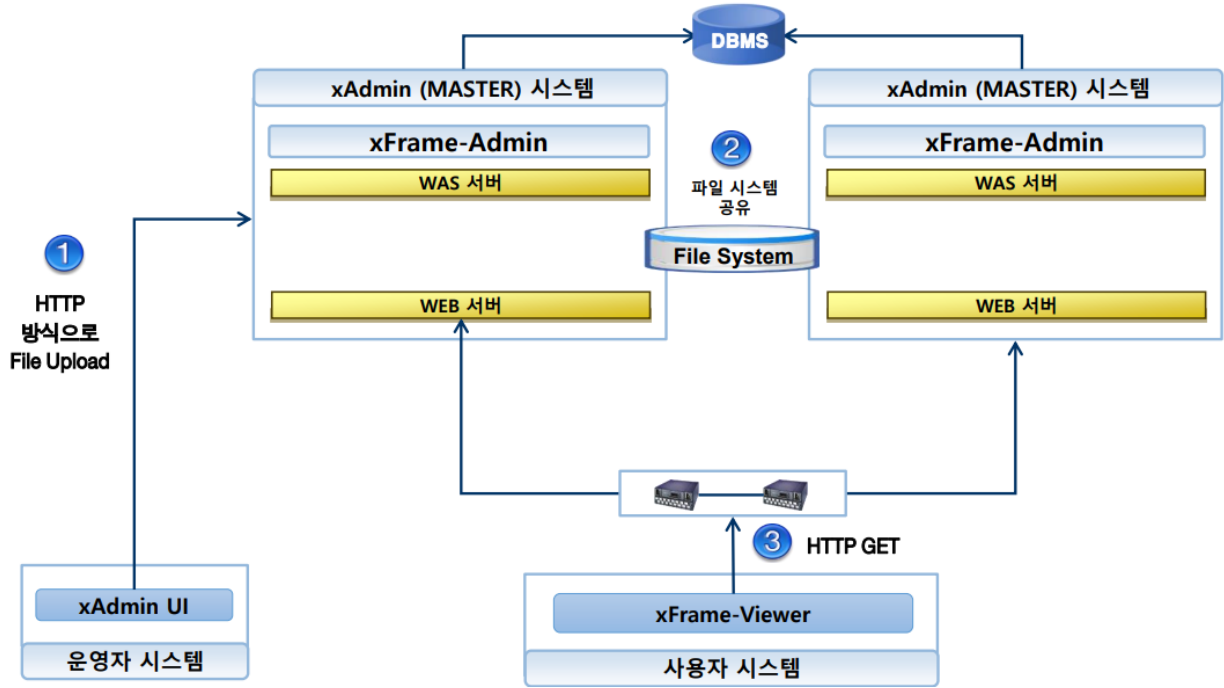 DBMS
xAdmin (MASTER) 시스템
xFrame-Admin
WAS 서버
WEB 서버
2
파일 시스템
공유
File System
xAdmin (MASTER) 시스템
xFrame-Admin
WAS 서버
WEB 서버
1
HTTP
방식으로
File Upload
3
HTTP GET
xAdmin UI
운영자 시스템
xFrame-Viewer
사용자 시스템